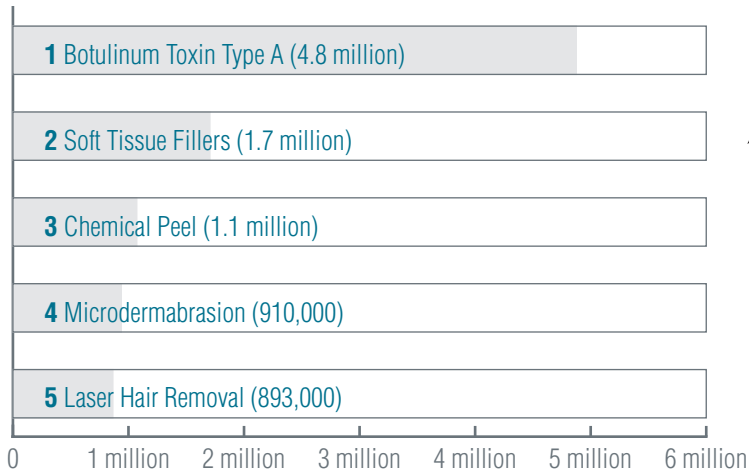 1 Botulinum Toxin Type A (4.8 million)
2 Soft Tissue Fillers (1.7 million)
3 Chemical Peel (1.1 million)
4 Microdermabrasion (910,000)
5 Laser Hair Removal (893,000)
0 1 million 2 million 3 million 4 million 5 million 6 million